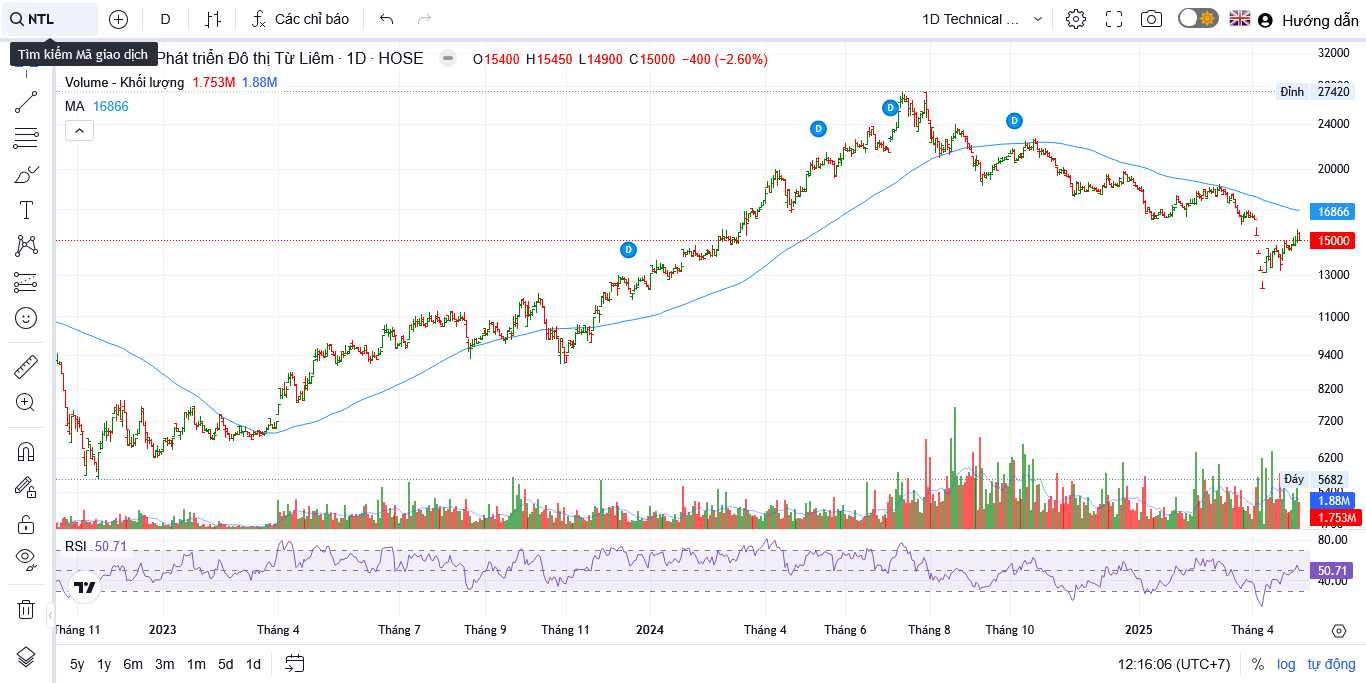 NTL D Các chỉ báo 1D Technical ... Hướng dẫn
Tìm kiếm Mã giao dịch
Phát triển Đô thị Từ Liêm · 1D · HOSE O15400 H15450 L14900 C15000 −400 (−2.60%)
Volume - Khối lượng 1.753M 1.88M
MA 16866
32000
Đỉnh 27420
24000
20000
16866
15000
13000
11000
9400
8200
7200
6200
Đáy 5682
1.88M
1.753M
RSI 50.71
80.00
50.71
40.00
D
D
D
D
Tháng 11 2023 Tháng 4 Tháng 7 Tháng 9 Tháng 11 2024 Tháng 4 Tháng 6 Tháng 8 Tháng 10 2025 Tháng 4
5y 1y 6m 3m 1m 5d 1d 12:16:06 (UTC+7) % log tự động